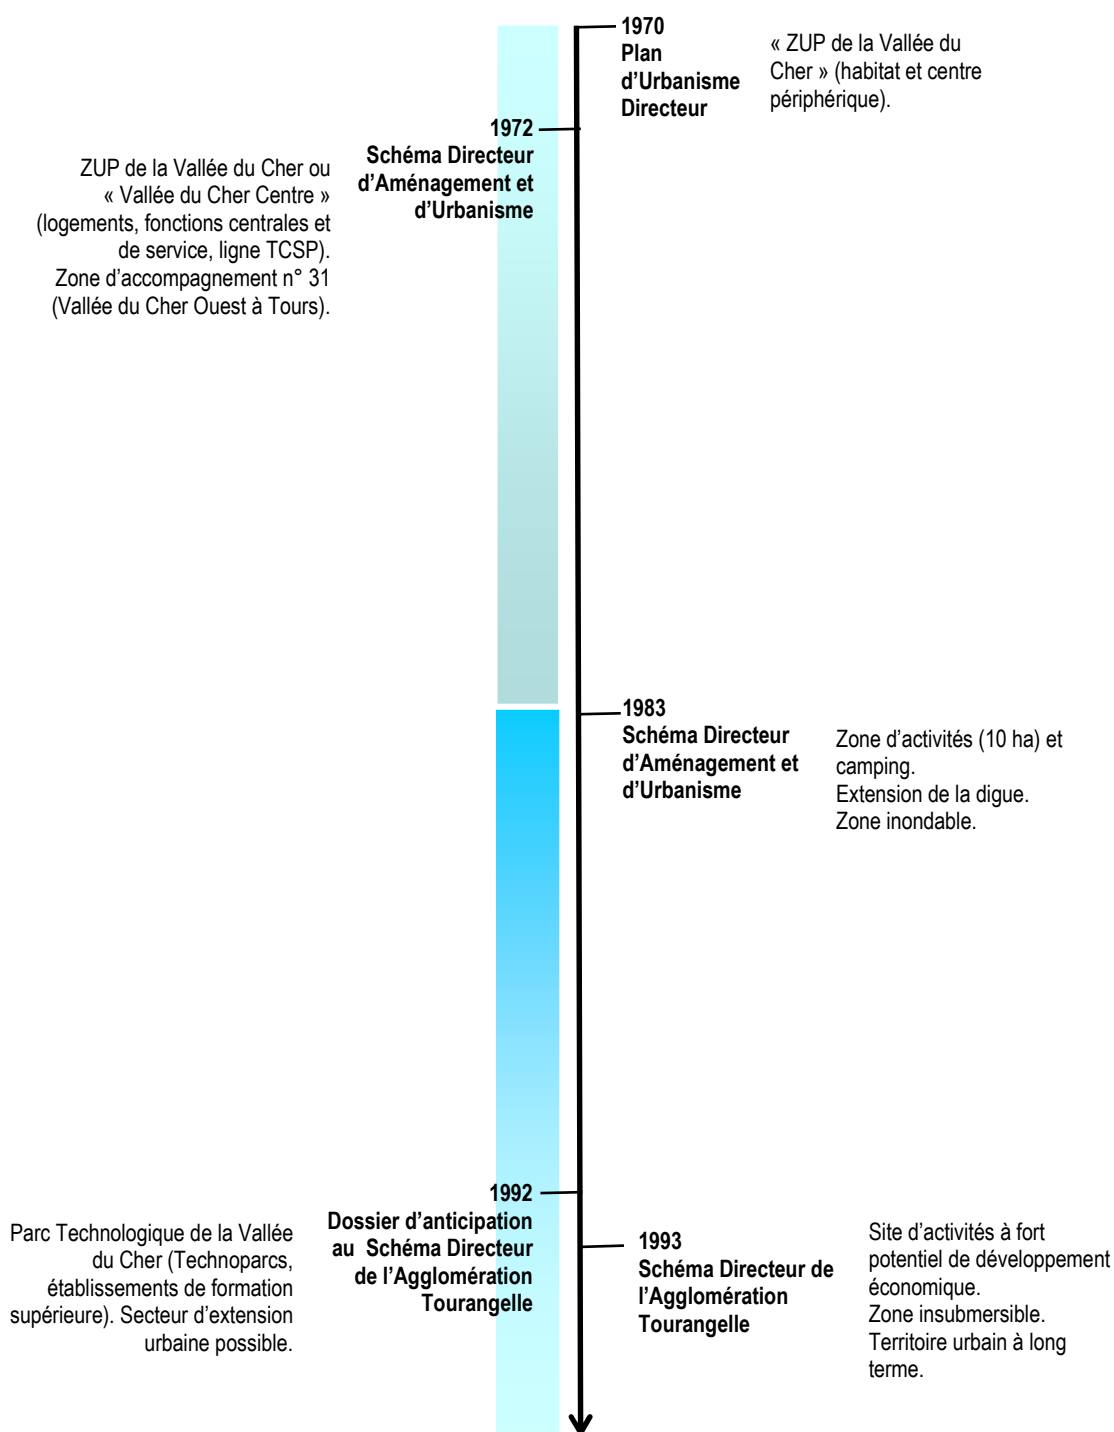 1970
Plan
d’Urbanisme
Directeur
« ZUP de la Vallée du
Cher » (habitat et centre
périphérique).
1972
Schéma Directeur
d’Aménagement et
d’Urbanisme
ZUP de la Vallée du Cher ou
« Vallée du Cher Centre »
(logements, fonctions centrales et
de service, ligne TCSP).
Zone d’accompagnement n° 31
(Vallée du Cher Ouest à Tours).
1983
Schéma Directeur
d’Aménagement et
d’Urbanisme
Zone d’activités (10 ha) et
camping.
Extension de la digue.
Zone inondable.
1992
Dossier d’anticipation
au Schéma Directeur
de l’Agglomération
Tourangelle
Parc Technologique de la Vallée
du Cher (Technoparcs,
établissements de formation
supérieure). Secteur d’extension
urbaine possible.
1993
Schéma Directeur de
l’Agglomération
Tourangelle
Site d’activités à fort
potentiel de développement
économique.
Zone insubmersible.
Territoire urbain à long
terme.